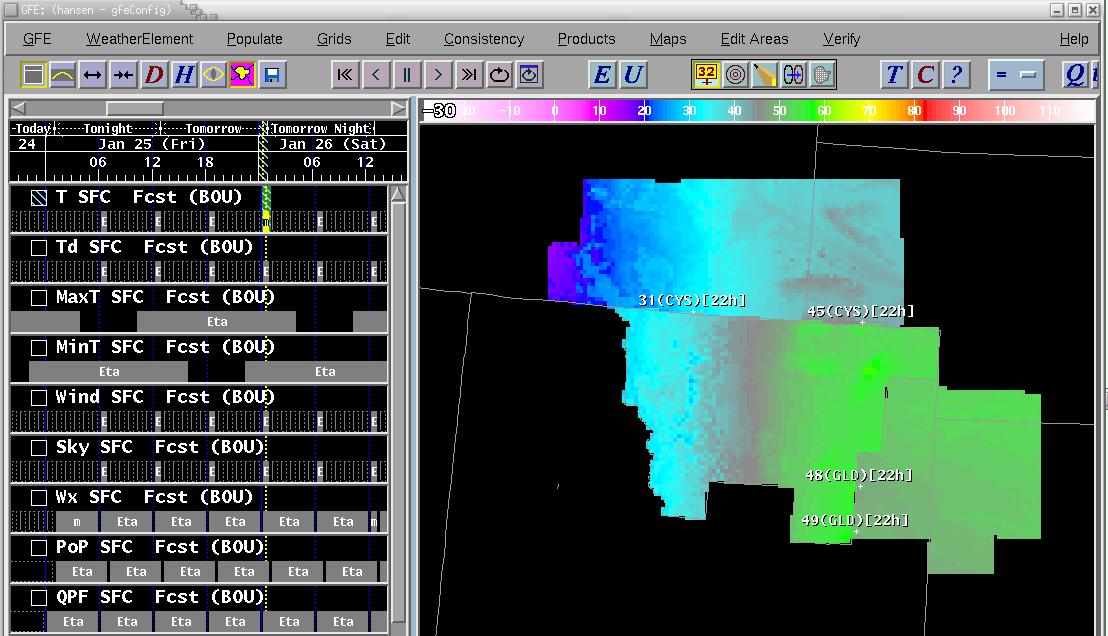 GFE: (hansen - gfeConfig)
GFE WeatherElement Populate Grids Edit Consistency Products Maps Edit Areas Verify Help
D H E U 32 T C ? = Q
-30 -20 -10 0 10 20 30 40 50 60 70 80 90 100 110
Today Tonight Tomorrow Tomorrow Night
24 Jan 25 (Fri) Jan 26 (Sat)
06 12 18 06 12
T SFC Fcst (BOU)
E E E m E E E
Td SFC Fcst (BOU)
E E E E E E
MaxT SFC Fcst (BOU)
Eta
MinT SFC Fcst (BOU)
Eta Eta
Wind SFC Fcst (BOU)
E E E E E E
Sky SFC Fcst (BOU)
E E E E E E
Wx SFC Fcst (BOU)
m Eta Eta Eta Eta Eta m
PoP SFC Fcst (BOU)
Eta Eta Eta Eta Eta Eta
QPF SFC Fcst (BOU)
Eta Eta Eta Eta Eta Eta
31(CYS)[22h]
45(CYS)[22h]
48(GLD)[22h]
49(GLD)[22h]